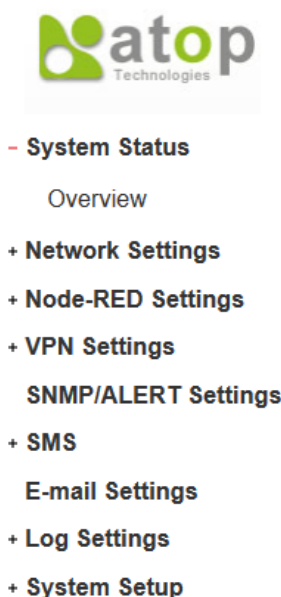 atop
Technologies
− System Status
Overview
+ Network Settings
+ Node-RED Settings
+ VPN Settings
SNMP/ALERT Settings
+ SMS
E-mail Settings
+ Log Settings
+ System Setup